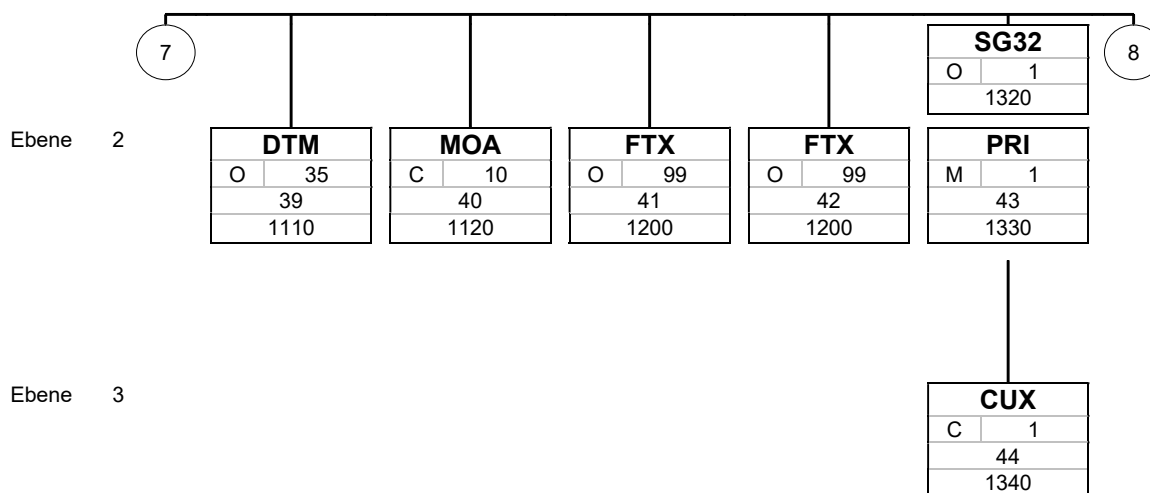 7
SG32
8
O 1
1320
Ebene 2
DTM MOA FTX FTX PRI
O 35 C 10 O 99 O 99 M 1
39 40 41 42 43
1110 1120 1200 1200 1330
Ebene 3
CUX
C 1
44
1340